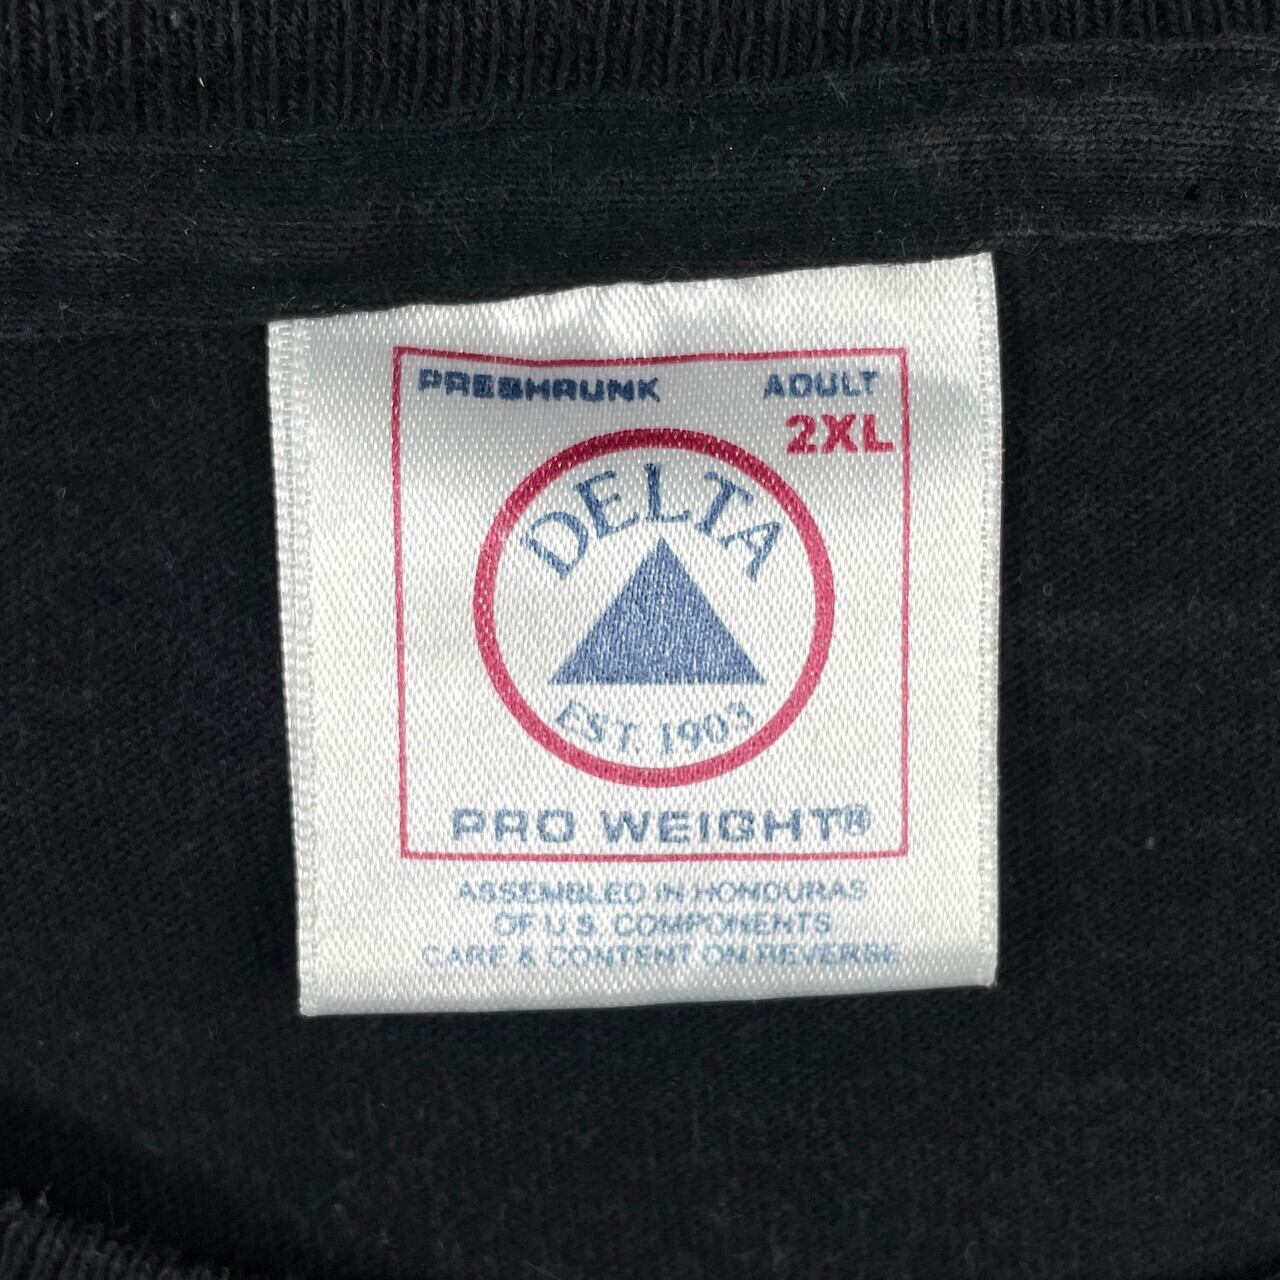 PRESHRUNK ADULT
2XL
DELTA
EST. 1903
PRO WEIGHT®
ASSEMBLED IN HONDURAS
OF U.S. COMPONENTS
CARE & CONTENT ON REVERSE